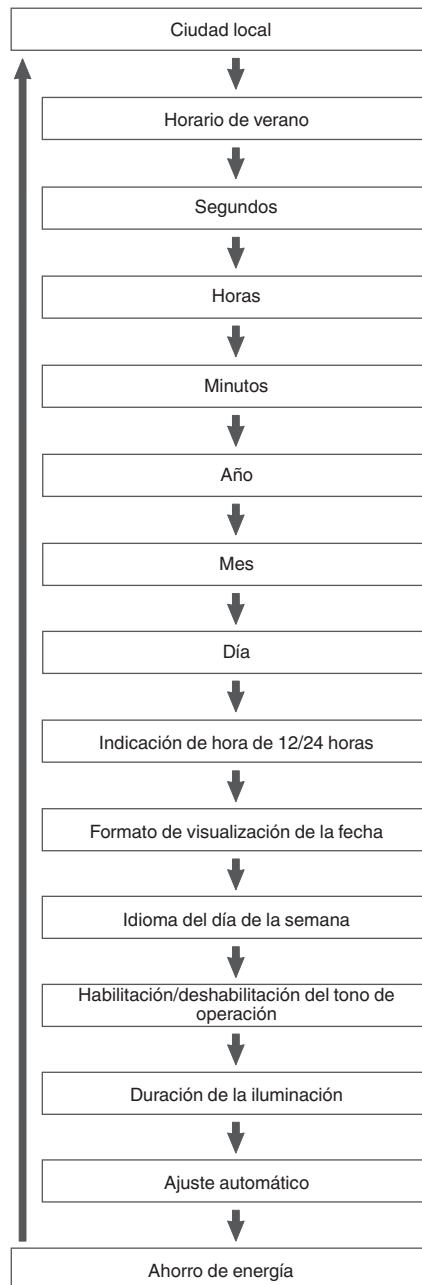 Ciudad local
Horario de verano
Segundos
Horas
Minutos
Año
Mes
Día
Indicación de hora de 12/24 horas
Formato de visualización de la fecha
Idioma del día de la semana
Habilitación/deshabilitación del tono de
operación
Duración de la iluminación
Ajuste automático
Ahorro de energía